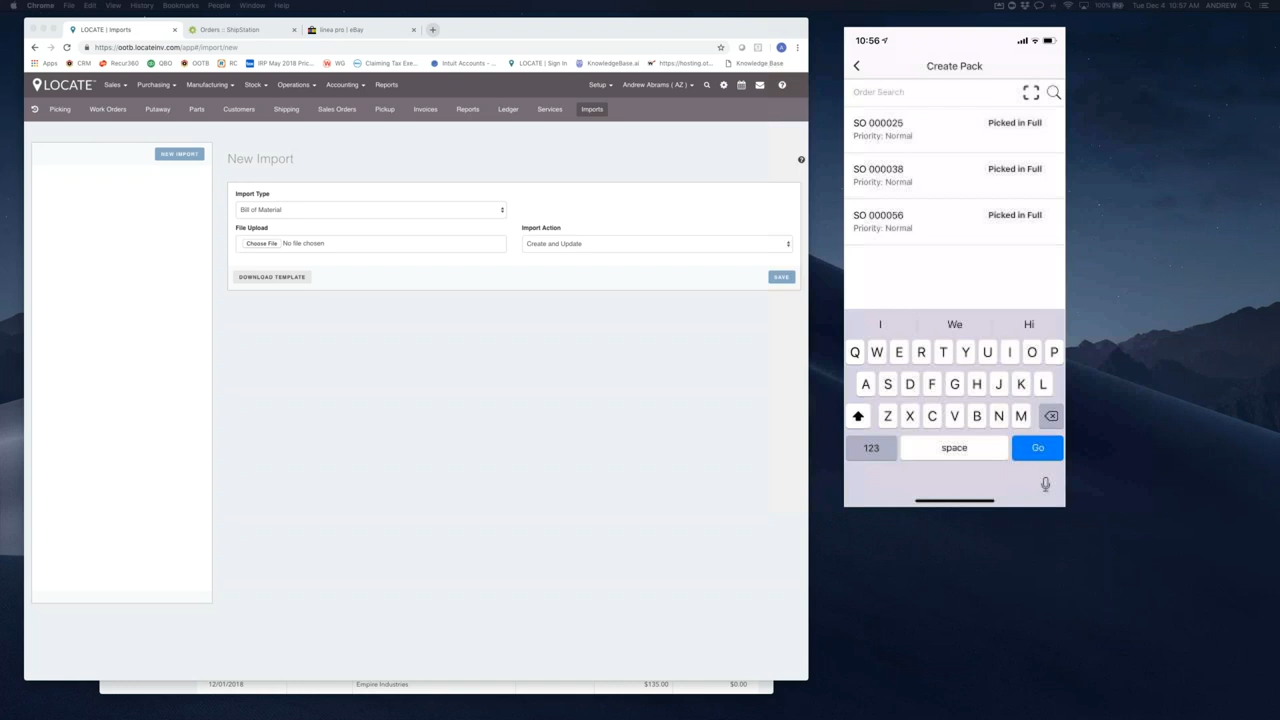 Chrome File Edit View History Bookmarks People Window Help 100% Tue Dec 4 10:57 AM ANDREW
LOCATE | Imports Orders :: ShipStation linea pro | eBay
https://ootb.locateinv.com/app#/import/new
Apps CRM Recur360 QBO OOTB RC IRP May 2018 Pric... WG Claiming Tax Exe... Intuit Accounts - ... LOCATE | Sign In KnowledgeBase.ai https://hosting.ot... Knowledge Base
LOCATE Sales Purchasing Manufacturing Stock Operations Accounting Reports Setup Andrew Abrams ( AZ )
Picking Work Orders Putaway Parts Customers Shipping Sales Orders Pickup Invoices Reports Ledger Services Imports
NEW IMPORT
New Import
Import Type
Bill of Material
File Upload Import Action
Choose File No file chosen Create and Update
DOWNLOAD TEMPLATE SAVE
12/01/2018 Empire Industries $135.00 $0.00
10:56
Create Pack
Order Search
SO 000025 Picked in Full
Priority: Normal
SO 000038 Picked in Full
Priority: Normal
SO 000056 Picked in Full
Priority: Normal
I We Hi
Q W E R T Y U I O P
A S D F G H J K L
Z X C V B N M
123 space Go